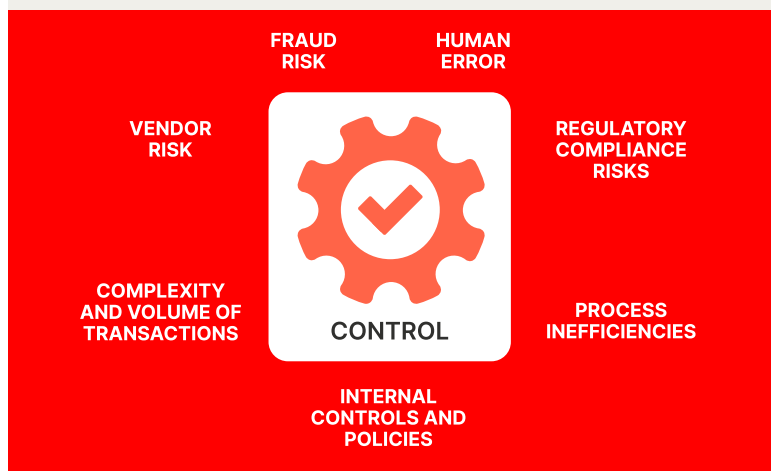 FRAUD
RISK
HUMAN
ERROR
VENDOR
RISK
REGULATORY
COMPLIANCE
RISKS
COMPLEXITY
AND VOLUME OF
TRANSACTIONS
CONTROL
PROCESS
INEFFICIENCIES
INTERNAL
CONTROLS AND
POLICIES